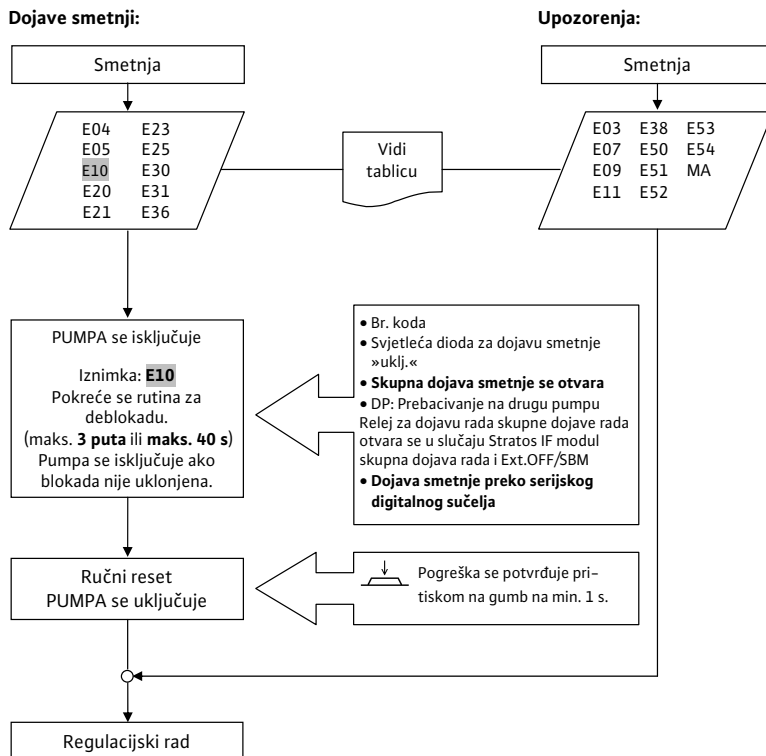 Dojave smetnji:
Upozorenja:
Smetnja
Smetnja
E04 E23
E05 E25
E10 E30
E20 E31
E21 E36
Vidi
tablicu
E03 E38 E53
E07 E50 E54
E09 E51 MA
E11 E52
PUMPA se isključuje
Iznimka: E10
Pokreće se rutina za
deblokadu.
(maks. 3 puta ili maks. 40 s)
Pumpa se isključuje ako
blokada nije uklonjena.
• Br. koda
• Svjetleća dioda za dojavu smetnje
»uklj.«
• Skupna dojava smetnje se otvara
• DP: Prebacivanje na drugu pumpu
Relej za dojavu rada skupne dojave rada
otvara se u slučaju Stratos IF modul
skupna dojava rada i Ext.OFF/SBM
• Dojava smetnje preko serijskog
digitalnog sučelja
Ručni reset
PUMPA se uključuje
Pogreška se potvrđuje pri-
tiskom na gumb na min. 1 s.
Regulacijski rad